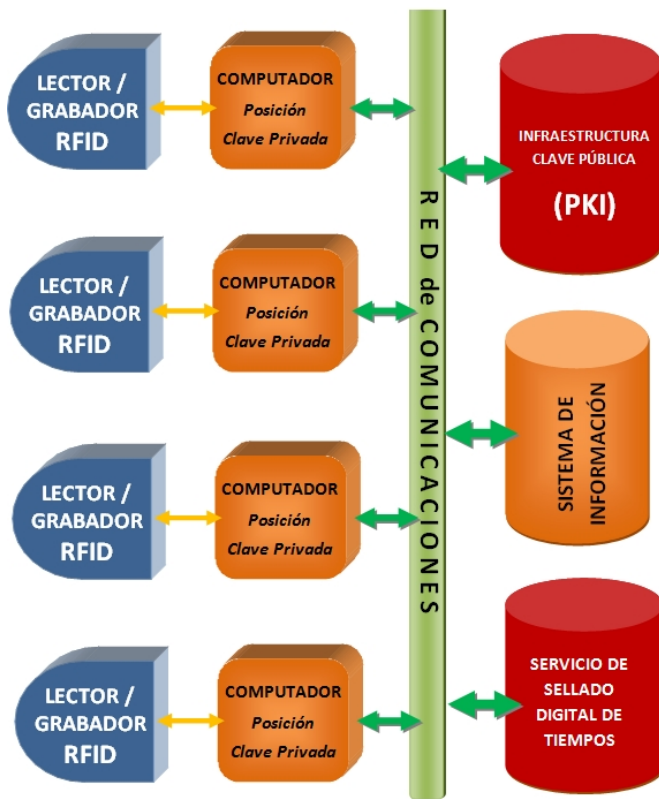 LECTOR /
GRABADOR
RFID
COMPUTADOR
Posición
Clave Privada
LECTOR /
GRABADOR
RFID
COMPUTADOR
Posición
Clave Privada
LECTOR /
GRABADOR
RFID
COMPUTADOR
Posición
Clave Privada
LECTOR /
GRABADOR
RFID
COMPUTADOR
Posición
Clave Privada
RED de COMUNICACIONES
INFRAESTRUCTURA
CLAVE PÚBLICA
(PKI)
SISTEMA DE
INFORMACIÓN
SERVICIO DE
SELLADO
DIGITAL DE
TIEMPOS